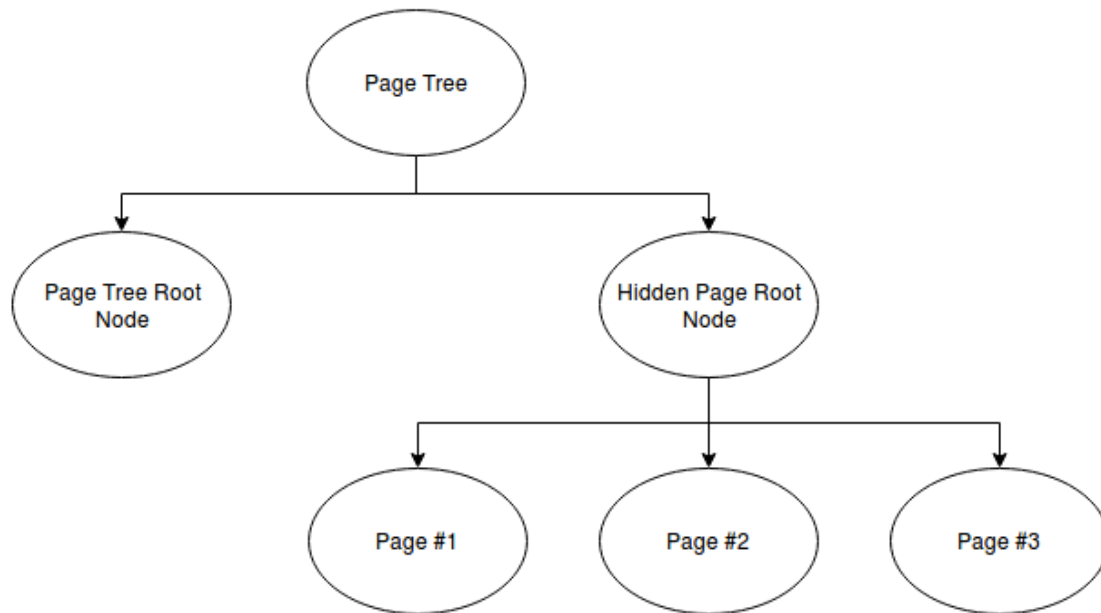 Page Tree
Page Tree Root
Node
Hidden Page Root
Node
Page #1
Page #2
Page #3